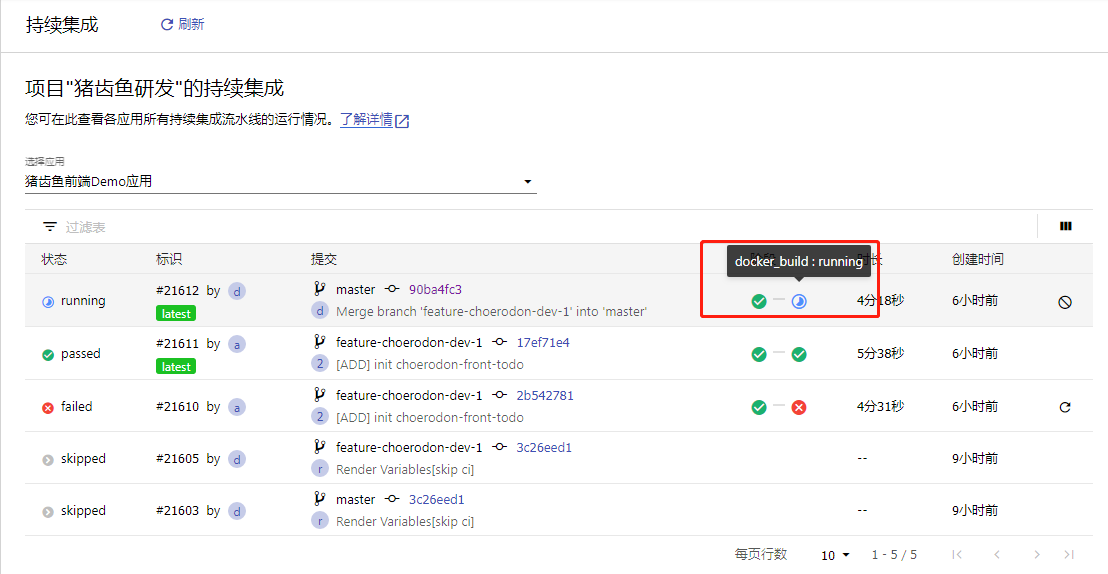 持续集成 刷新
项目"猪齿鱼研发"的持续集成
您可在此查看各应用所有持续集成流水线的运行情况。了解详情
选择应用
猪齿鱼前端Demo应用
过滤表
状态 标识 提交 时长 创建时间
docker_build : running
running #21612 by d master 90ba4fc3 4分18秒 6小时前
latest d Merge branch 'feature-choerodon-dev-1' into 'master'
passed #21611 by a feature-choerodon-dev-1 17ef71e4 5分38秒 6小时前
latest 2 [ADD] init choerodon-front-todo
failed #21610 by a feature-choerodon-dev-1 2b542781 4分31秒 6小时前
2 [ADD] init choerodon-front-todo
skipped #21605 by d feature-choerodon-dev-1 3c26eed1 -- 9小时前
r Render Variables[skip ci]
skipped #21603 by d master 3c26eed1 -- 9小时前
r Render Variables[skip ci]
每页行数 10 1 - 5 / 5